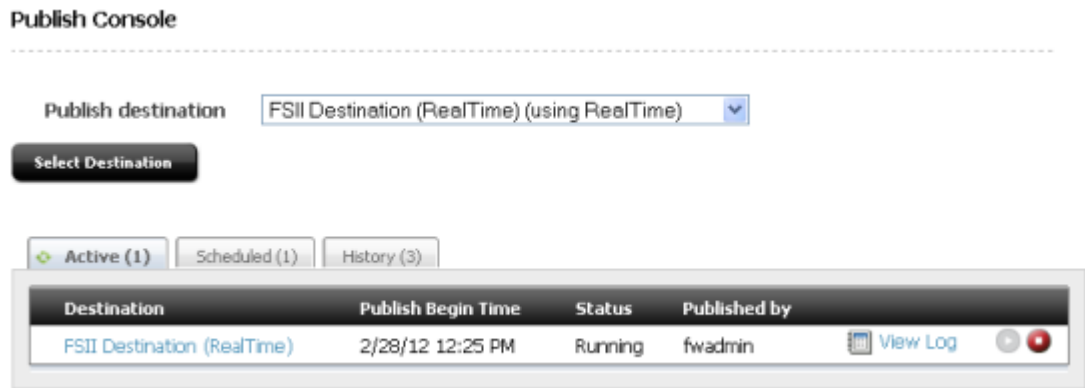 Publish Console
Publish destination FSII Destination (RealTime) (using RealTime)
Select Destination
Active (1) Scheduled (1) History (3)
Destination Publish Begin Time Status Published by
FSII Destination (RealTime) 2/28/12 12:25 PM Running fwadmin View Log